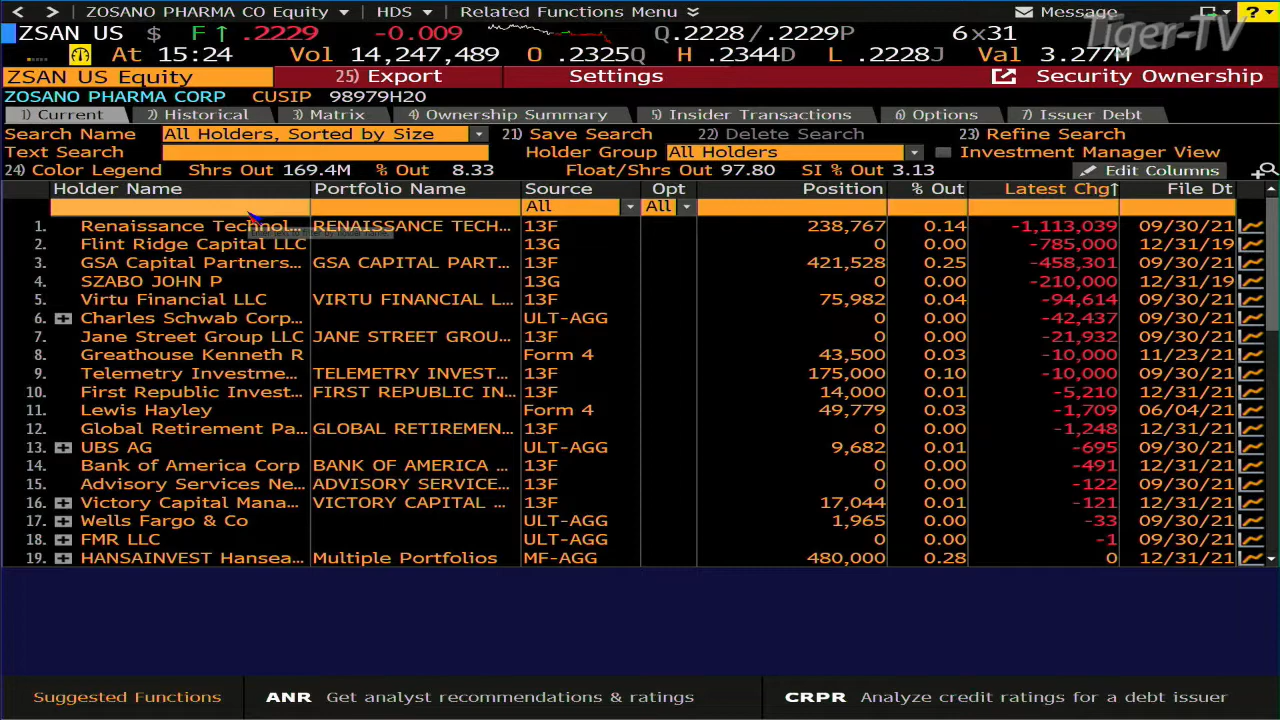 ZOSANO PHARMA CO Equity HDS Related Functions Menu Message ?
ZSAN US $ F↑ .2229 -0.009 Q.2228/.2229P 6×31
At 15:24 Vol 14,247,489 O .2325Q H .2344D L .2228J Val 3.277M
Tiger-TV
ZSAN US Equity 25) Export Settings Security Ownership
ZOSANO PHARMA CORP CUSIP 98979H20
1) Current 2) Historical 3) Matrix 4) Ownership Summary 5) Insider Transactions 6) Options 7) Issuer Debt
Search Name All Holders, Sorted by Size 21) Save Search 22) Delete Search 23) Refine Search
Text Search Holder Group All Holders Investment Manager View
24) Color Legend Shrs Out 169.4M % Out 8.33 Float/Shrs Out 97.80 SI % Out 3.13 Edit Columns
Holder Name Portfolio Name Source Opt Position % Out Latest Chg↑ File Dt
All All
1. Renaissance Technol... RENAISSANCE TECH... 13F 238,767 0.14 -1,113,039 09/30/21
2. Flint Ridge Capital LLC 13G 0 0.00 -785,000 12/31/19
3. GSA Capital Partners... GSA CAPITAL PART... 13F 421,528 0.25 -458,301 09/30/21
4. SZABO JOHN P 13G 0 0.00 -210,000 12/31/19
5. Virtu Financial LLC VIRTU FINANCIAL L... 13F 75,982 0.04 -94,614 09/30/21
6. Charles Schwab Corp... ULT-AGG 0 0.00 -42,437 09/30/21
7. Jane Street Group LLC JANE STREET GROU... 13F 0 0.00 -21,932 09/30/21
8. Greathouse Kenneth R Form 4 43,500 0.03 -10,000 11/23/21
9. Telemetry Investme... TELEMETRY INVEST... 13F 175,000 0.10 -10,000 09/30/21
10. First Republic Invest... FIRST REPUBLIC IN... 13F 14,000 0.01 -5,210 12/31/21
11. Lewis Hayley Form 4 49,779 0.03 -1,709 06/04/21
12. Global Retirement Pa... GLOBAL RETIREMEN... 13F 0 0.00 -1,248 12/31/21
13. UBS AG ULT-AGG 9,682 0.01 -695 09/30/21
14. Bank of America Corp BANK OF AMERICA ... 13F 0 0.00 -491 12/31/21
15. Advisory Services Ne... ADVISORY SERVICE... 13F 0 0.00 -122 09/30/21
16. Victory Capital Mana... VICTORY CAPITAL ... 13F 17,044 0.01 -121 09/30/21
17. Wells Fargo & Co ULT-AGG 1,965 0.00 -33 09/30/21
18. FMR LLC ULT-AGG 0 0.00 -1 09/30/21
19. HANSAINVEST Hansea... Multiple Portfolios MF-AGG 480,000 0.28 0 12/31/21
Suggested Functions ANR Get analyst recommendations & ratings CRPR Analyze credit ratings for a debt issuer